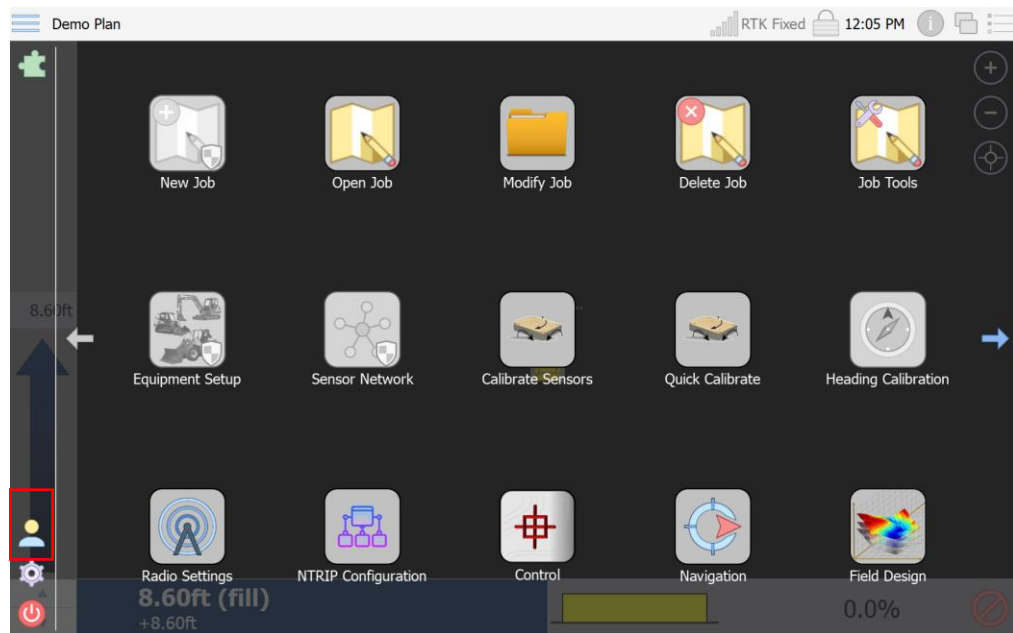 Demo Plan
RTK Fixed
12:05 PM
New Job
Open Job
Modify Job
Delete Job
Job Tools
8.60ft
Equipment Setup
Sensor Network
Calibrate Sensors
Quick Calibrate
Heading Calibration
Radio Settings
NTRIP Configuration
Control
Navigation
Field Design
8.60ft (fill)
+8.60ft
0.0%